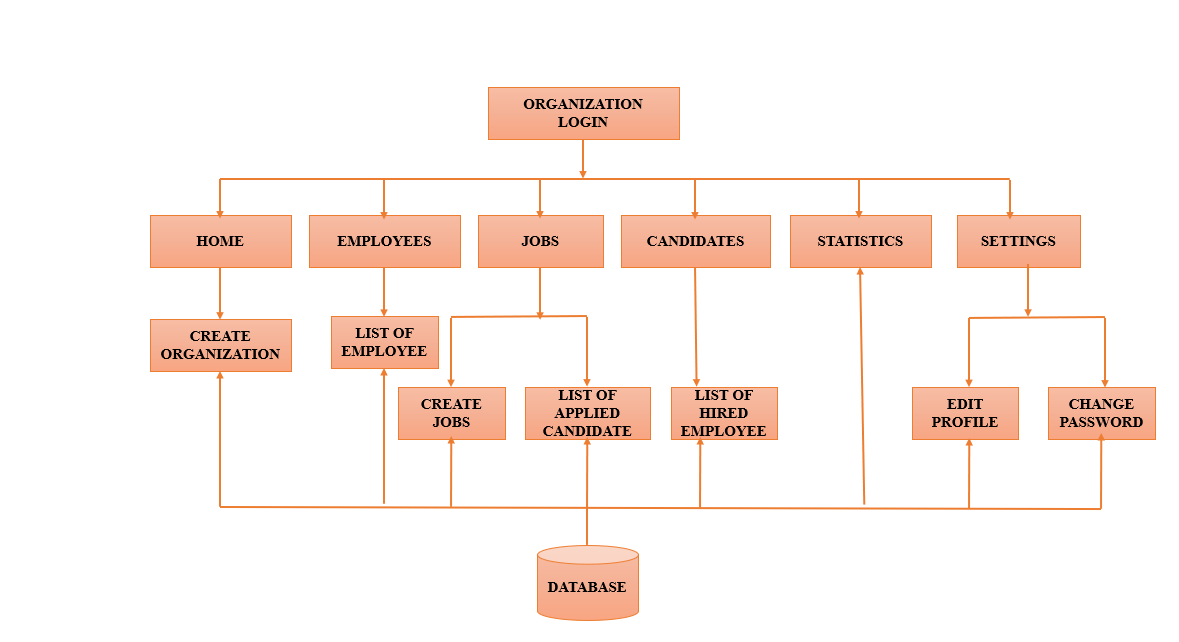 ORGANIZATION
LOGIN
HOME
EMPLOYEES
JOBS
CANDIDATES
STATISTICS
SETTINGS
CREATE
ORGANIZATION
LIST OF
EMPLOYEE
CREATE
JOBS
LIST OF
APPLIED
CANDIDATE
LIST OF
HIRED
EMPLOYEE
EDIT
PROFILE
CHANGE
PASSWORD
DATABASE